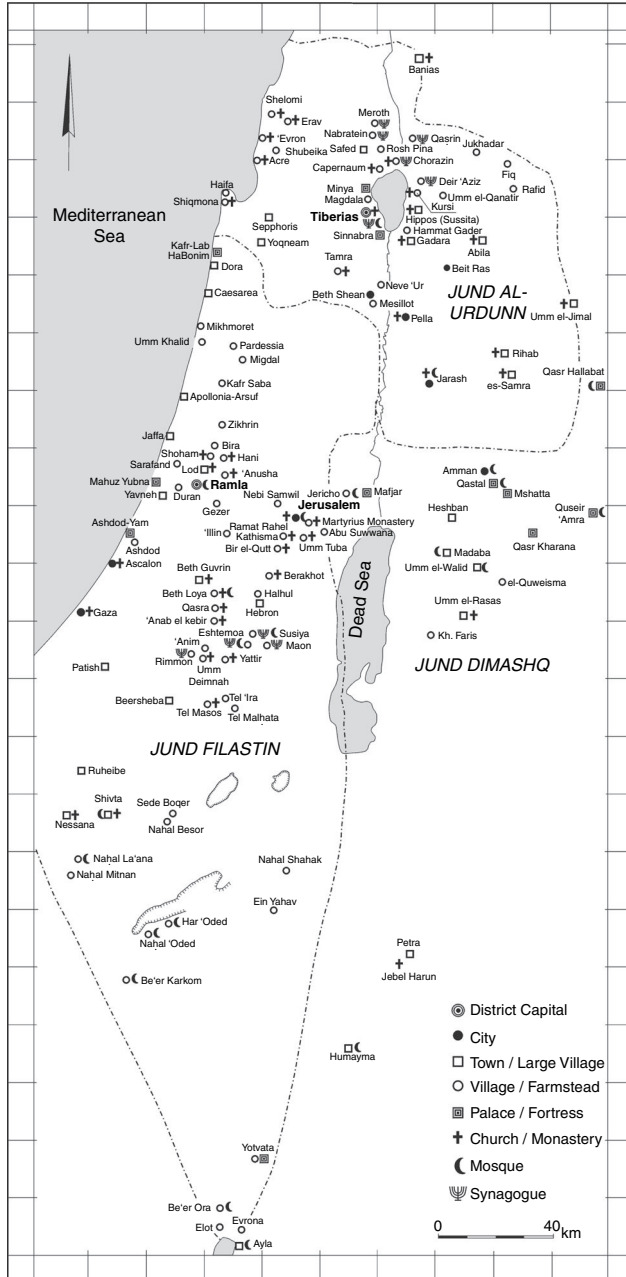 Banias
Shelomi
Erav
Meroth
Nabratein
Qasrin
'Evron
Shubeika
Safed
Rosh Pina
Jukhadar
Acre
Capernaum
Chorazin
Fiq
Deir 'Aziz
Rafid
Haifa
Minya
Umm el-Qanatir
Shiqmona
Magdala
Kursi
Mediterranean
Sea
Sepphoris
Tiberias
Hippos (Sussita)
Hammat Gader
Yoqneam
Sinnabra
Gadara
Abila
Kafr-Lab
HaBonim
Tamra
Beit Ras
Dora
Neve 'Ur
Caesarea
Beth Shean
Mesillot
JUND AL-
URDUNN
Umm el-Jimal
Pella
Mikhmoret
Umm Khalid
Pardessia
Migdal
Rihab
Qasr Hallabat
Jarash
es-Samra
Kafr Saba
Apollonia-Arsuf
Zikhrin
Jaffa
Bira
Shoham
Hani
Sarafand
Lod
'Anusha
Amman
Mahuz Yubna
Ramla
Qastal
Yavneh
Duran
Nebi Samwil
Jericho
Mafjar
Mshatta
Gezer
Jerusalem
Heshban
Quseir
'Amra
Ashdod-Yam
'Illin
Ramat Rahel
Martyrius Monastery
Kathisma
Abu Suwwana
Qasr Kharana
Ashdod
Bir el-Qutt
Umm Tuba
Madaba
Ascalon
Beth Guvrin
Berakhot
Umm el-Walid
Beth Loya
Halhul
el-Quweisma
Gaza
Qasra
Hebron
Umm el-Rasas
'Anab el kebir
Dead Sea
Eshtemoa
Susiya
Kh. Faris
'Anim
Maon
Rimmon
Yattir
Patish
Umm
Deimnah
JUND DIMASHQ
Beersheba
Tel 'Ira
Tel Masos
Tel Malhata
JUND FILASTIN
Ruheibe
Shivta
Sede Boqer
Nessana
Nahal Besor
Nahal La'ana
Nahal Shahak
Nahal Mitnan
Ein Yahav
Har 'Oded
Nahal 'Oded
Petra
Be'er Karkom
Jebel Harun
District Capital
City
Humayma
Town / Large Village
Village / Farmstead
Palace / Fortress
Church / Monastery
Yotvata
Mosque
Synagogue
Be'er Ora
Elot
Evrona
0 40
km
Ayla